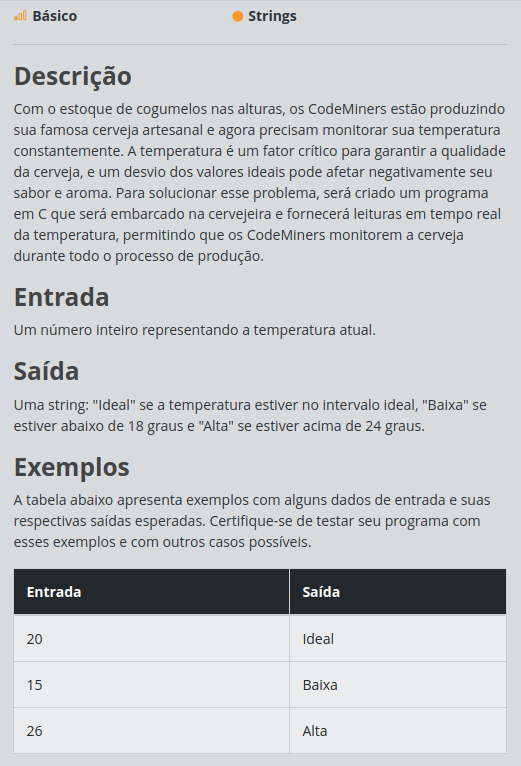 Básico Strings
Descrição
Com o estoque de cogumelos nas alturas, os CodeMiners estão produzindo
sua famosa cerveja artesanal e agora precisam monitorar sua temperatura
constantemente. A temperatura é um fator crítico para garantir a qualidade
da cerveja, e um desvio dos valores ideais pode afetar negativamente seu
sabor e aroma. Para solucionar esse problema, será criado um programa
em C que será embarcado na cervejeira e fornecerá leituras em tempo real
da temperatura, permitindo que os CodeMiners monitorem a cerveja
durante todo o processo de produção.
Entrada
Um número inteiro representando a temperatura atual.
Saída
Uma string: "Ideal" se a temperatura estiver no intervalo ideal, "Baixa" se
estiver abaixo de 18 graus e "Alta" se estiver acima de 24 graus.
Exemplos
A tabela abaixo apresenta exemplos com alguns dados de entrada e suas
respectivas saídas esperadas. Certifique-se de testar seu programa com
esses exemplos e com outros casos possíveis.
Entrada Saída
20 Ideal
15 Baixa
26 Alta